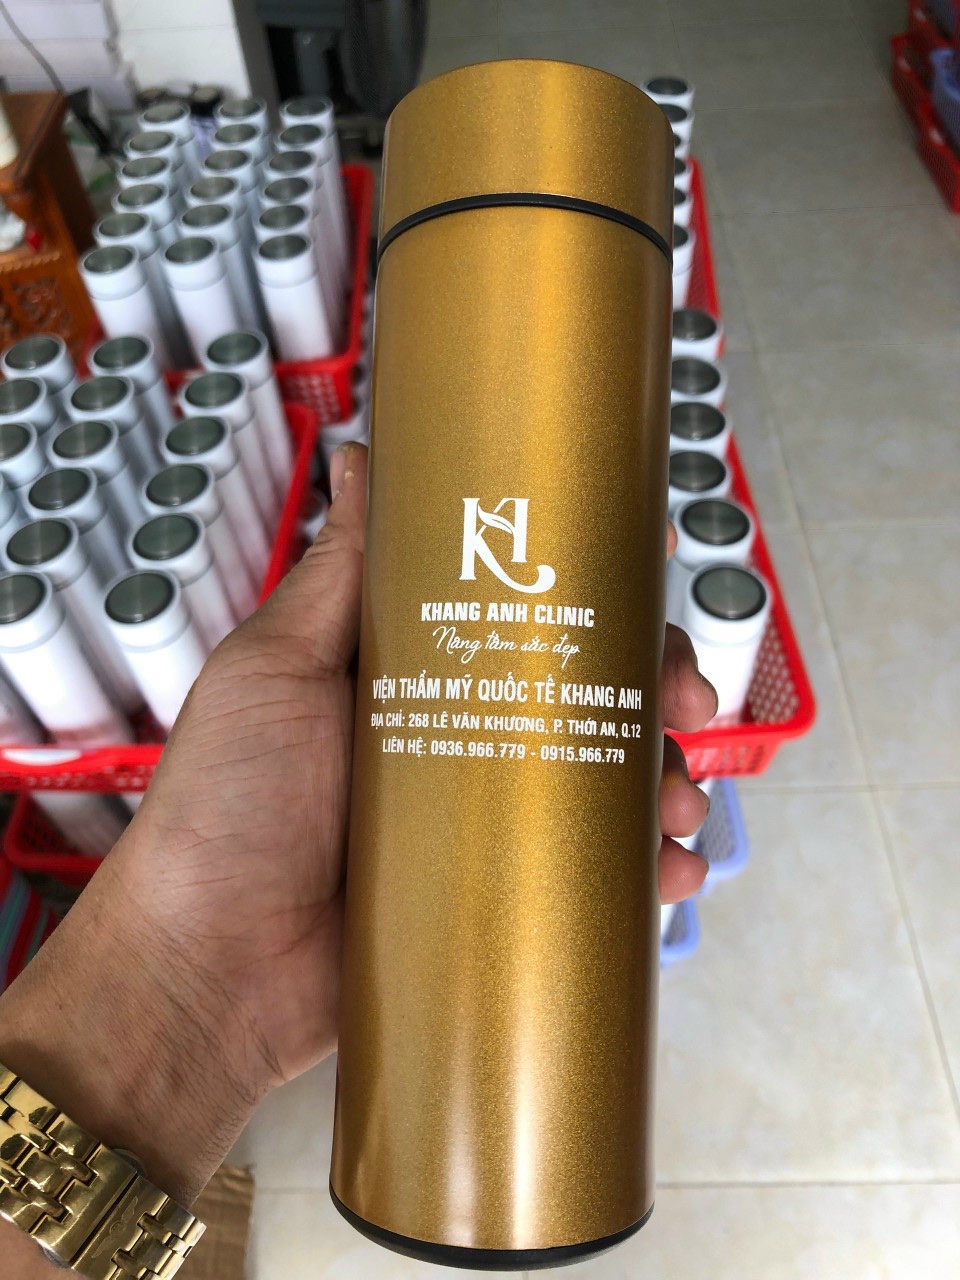 KA
KHANG ANH CLINIC
Nâng tầm sắc đẹp
VIỆN THẨM MỸ QUỐC TẾ KHANG ANH
ĐỊA CHỈ: 268 LÊ VĂN KHƯƠNG, P. THỚI AN, Q.12
LIÊN HỆ: 0936.966.779 - 0915.966.779